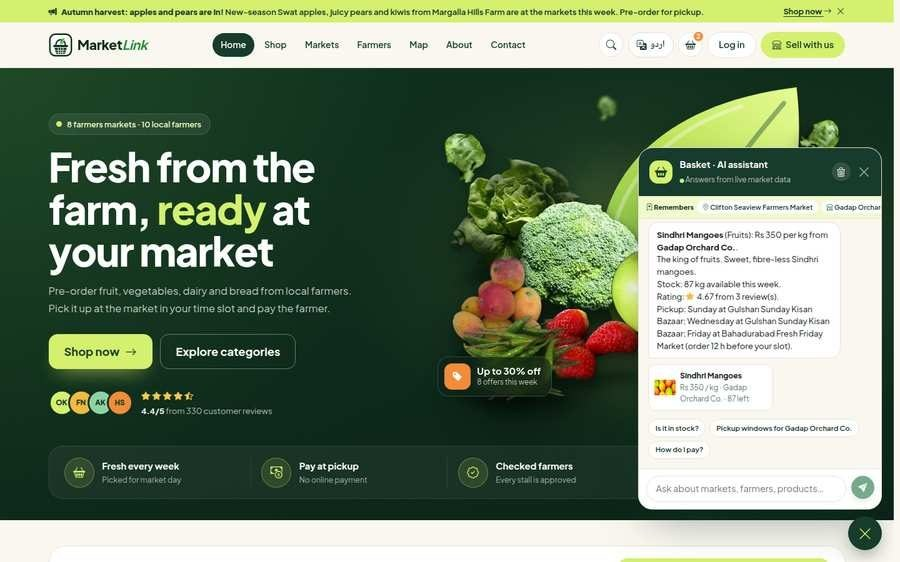 Autumn harvest: apples and pears are in! New-season Swat apples, juicy pears and kiwis from Margalla Hills Farm are at the markets this week. Pre-order for pickup.
Shop now →
MarketLink
Home
Shop
Markets
Farmers
Map
About
Contact
اردو
2
Log in
Sell with us
8 farmers markets · 10 local farmers
Fresh from the
farm, ready at
your market
Pre-order fruit, vegetables, dairy and bread from local farmers.
Pick it up at the market in your time slot and pay the farmer.
Shop now →
Explore categories
OK
FN
AK
HS
4.4/5 from 330 customer reviews
Up to 30% off
8 offers this week
Fresh every week
Picked for market day
Pay at pickup
No online payment
Checked farmers
Every stall is approved
Basket · AI assistant
Answers from live market data
Remembers
Clifton Seaview Farmers Market
Gadap Orchar
Sindhri Mangoes (Fruits): Rs 350 per kg from
Gadap Orchard Co..
The king of fruits. Sweet, fibre-less Sindhri
mangoes.
Stock: 87 kg available this week.
Rating: ⭐ 4.67 from 3 review(s).
Pickup: Sunday at Gulshan Sunday Kisan
Bazaar; Wednesday at Gulshan Sunday Kisan
Bazaar; Friday at Bahadurabad Fresh Friday
Market (order 12 h before your slot).
Sindhri Mangoes
Rs 350 / kg · Gadap
Orchard Co. · 87 left
Is it in stock?
Pickup windows for Gadap Orchard Co.
How do I pay?
Ask about markets, farmers, products...